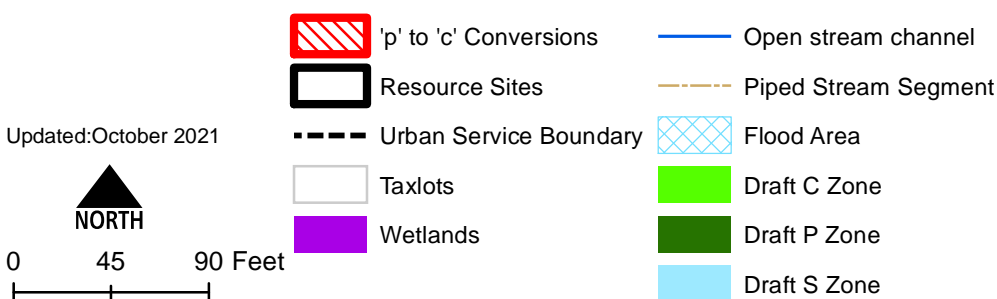 'p' to 'c' Conversions
Resource Sites
Urban Service Boundary
Taxlots
Wetlands
Open stream channel
Piped Stream Segment
Flood Area
Draft C Zone
Draft P Zone
Draft S Zone
Updated:October 2021
NORTH
0 45 90 Feet